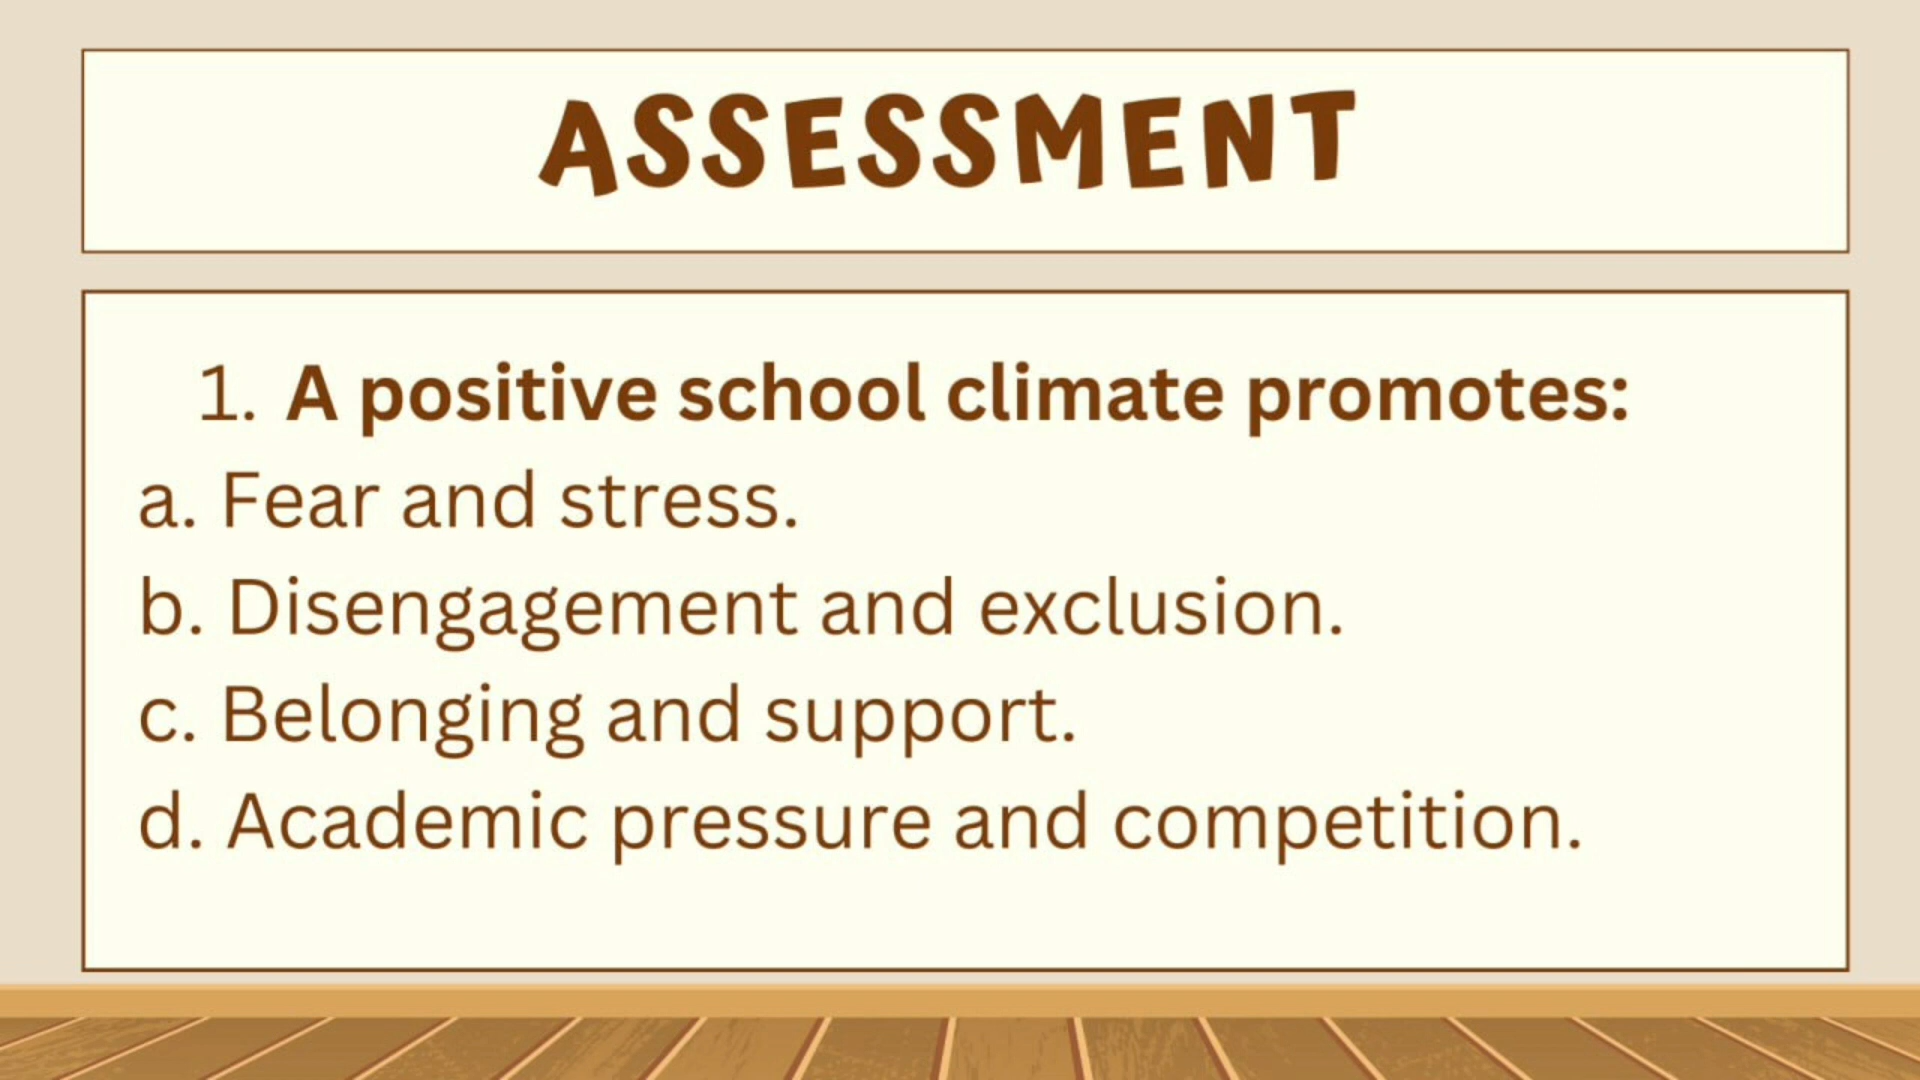 ASSESSMENT
1. A positive school climate promotes:
a. Fear and stress.
b. Disengagement and exclusion.
c. Belonging and support.
d. Academic pressure and competition.